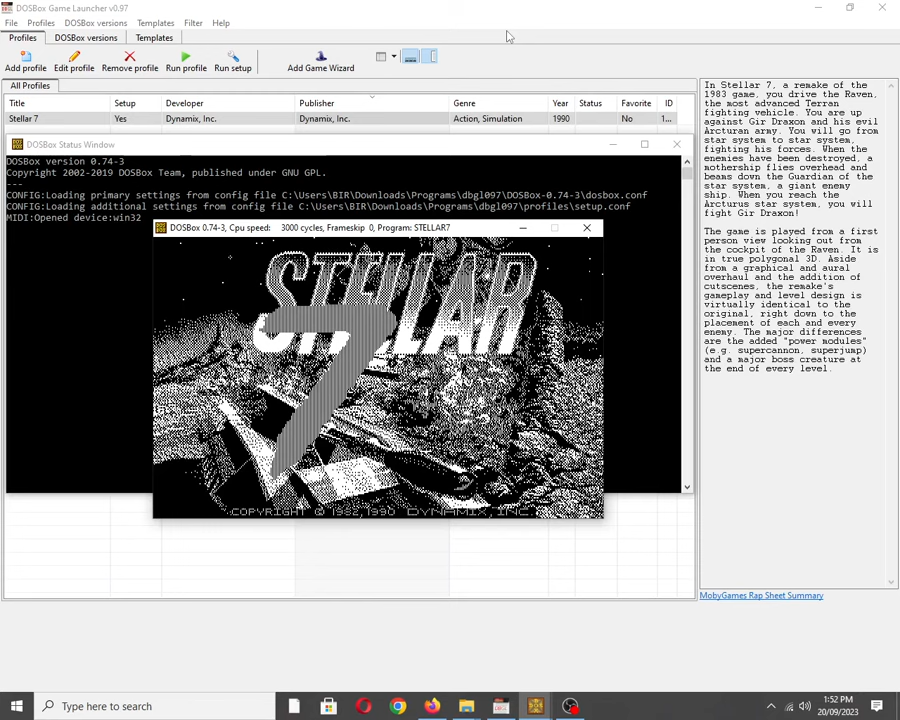 DOSBox Game Launcher v0.97
File Profiles DOSBox versions Templates Filter Help
Profiles DOSBox versions Templates
Add profile Edit profile Remove profile Run profile Run setup Add Game Wizard
All Profiles
Title Setup Developer Publisher Genre Year Status Favorite ID
Stellar 7 Yes Dynamix, Inc. Dynamix, Inc. Action, Simulation 1990 No 1...
DOSBox Status Window
DOSBox version 0.74-3
Copyright 2002-2019 DOSBox Team, published under GNU GPL.
---
CONFIG:Loading primary settings from config file C:\Users\BIR\Downloads\Programs\dbgl097\DOSBox-0.74-3\dosbox.conf
CONFIG:Loading additional settings from config file C:\Users\BIR\Downloads\Programs\dbgl097\profiles\setup.conf
MIDI:Opened device:win32
DOSBox 0.74-3, Cpu speed: 3000 cycles, Frameskip 0, Program: STELLAR7
STELLAR
7
COPYRIGHT © 1982,1990 DYNAMIX,INC.
In Stellar 7, a remake of the
1983 game, you drive the Raven,
the most advanced Terran
fighting vehicle. You are up
against Gir Draxon and his evil
Arcturan army. You will go from
star system to star system,
fighting his forces. When the
enemies have been destroyed, a
mothership flies overhead and
beams down the Guardian of the
star system, a giant enemy
ship. When you reach the
Arcturus star system, you will
fight Gir Draxon!
The game is played from a first
person view looking out from
the cockpit of the Raven. It is
in true polygonal 3D. Aside
from a graphical and aural
overhaul and the addition of
cutscenes, the remake's
gameplay and level design is
virtually identical to the
original, right down to the
placement of each and every
enemy. The major differences
are the added "power modules"
(e.g. supercannon, superjump)
and a major boss creature at
the end of every level.
MobyGames Rap Sheet Summary
Type here to search
1:52 PM
20/09/2023